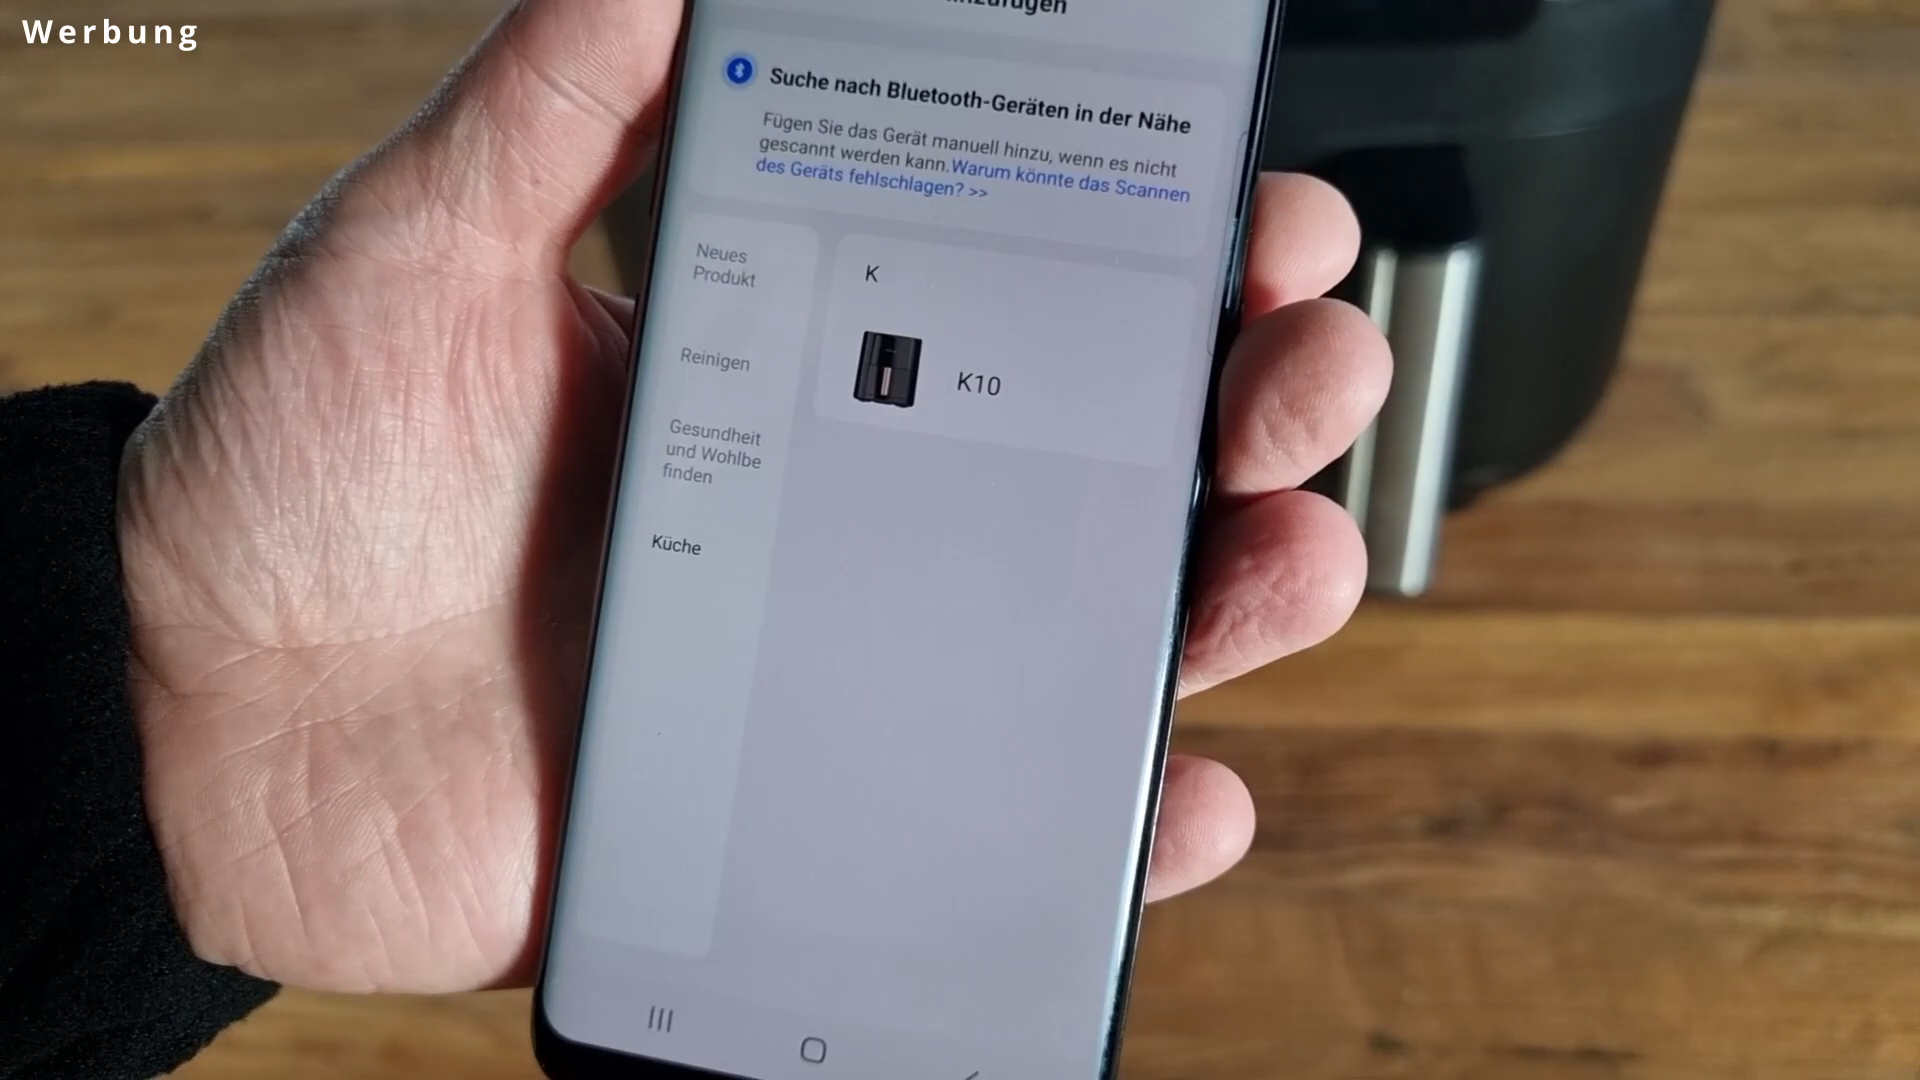 Werbung
Suche nach Bluetooth-Geräten in der Nähe
Fügen Sie das Gerät manuell hinzu, wenn es nicht
gescannt werden kann.Warum könnte das Scannen
des Geräts fehlschlagen? >>
Neues
Produkt
K
K10
Reinigen
Gesundheit
und Wohlbe
finden
Küche